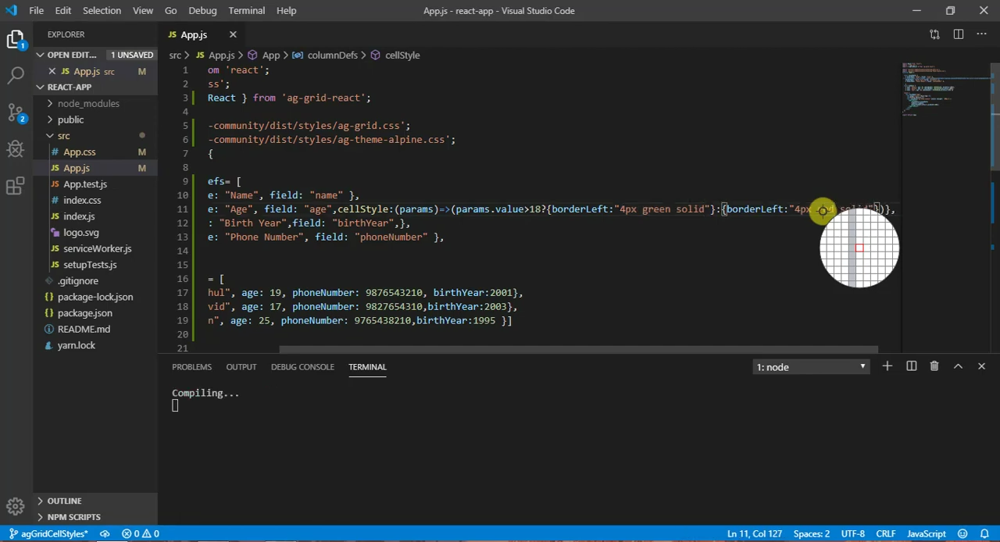 File Edit Selection View Go Debug Terminal Help
App.js - react-app - Visual Studio Code
EXPLORER
JS App.js
OPEN EDIT... 1 UNSAVED
src > JS App.js > App > columnDefs > cellStyle
JS App.js src M
REACT-APP
node_modules
public
src
# App.css M
JS App.js M
JS App.test.js
# index.css
JS index.js
logo.svg
JS serviceWorker.js
JS setupTests.js
.gitignore
{} package-lock.json
{} package.json
README.md
yarn.lock
1
2
1 om 'react';
2 ss';
3 React } from 'ag-grid-react';
4
5 -community/dist/styles/ag-grid.css';
6 -community/dist/styles/ag-theme-alpine.css';
7 {
8
9 efs= [
10 e: "Name", field: "name" },
11 e: "Age", field: "age",cellStyle:(params)=>(params.value>18?{borderLeft:"4px green solid"}:{borderLeft:"4px solid"})},
12 : "Birth Year",field: "birthYear",},
13 e: "Phone Number", field: "phoneNumber" },
14
15
16 = [
17 hul", age: 19, phoneNumber: 9876543210, birthYear:2001},
18 vid", age: 17, phoneNumber: 9827654310,birthYear:2003},
19 n", age: 25, phoneNumber: 9765438210,birthYear:1995 }]
20
21
PROBLEMS OUTPUT DEBUG CONSOLE TERMINAL
1: node
Compiling...
OUTLINE
NPM SCRIPTS
agGridCellStyles* 0 0
Ln 11, Col 127 Spaces: 2 UTF-8 CRLF JavaScript